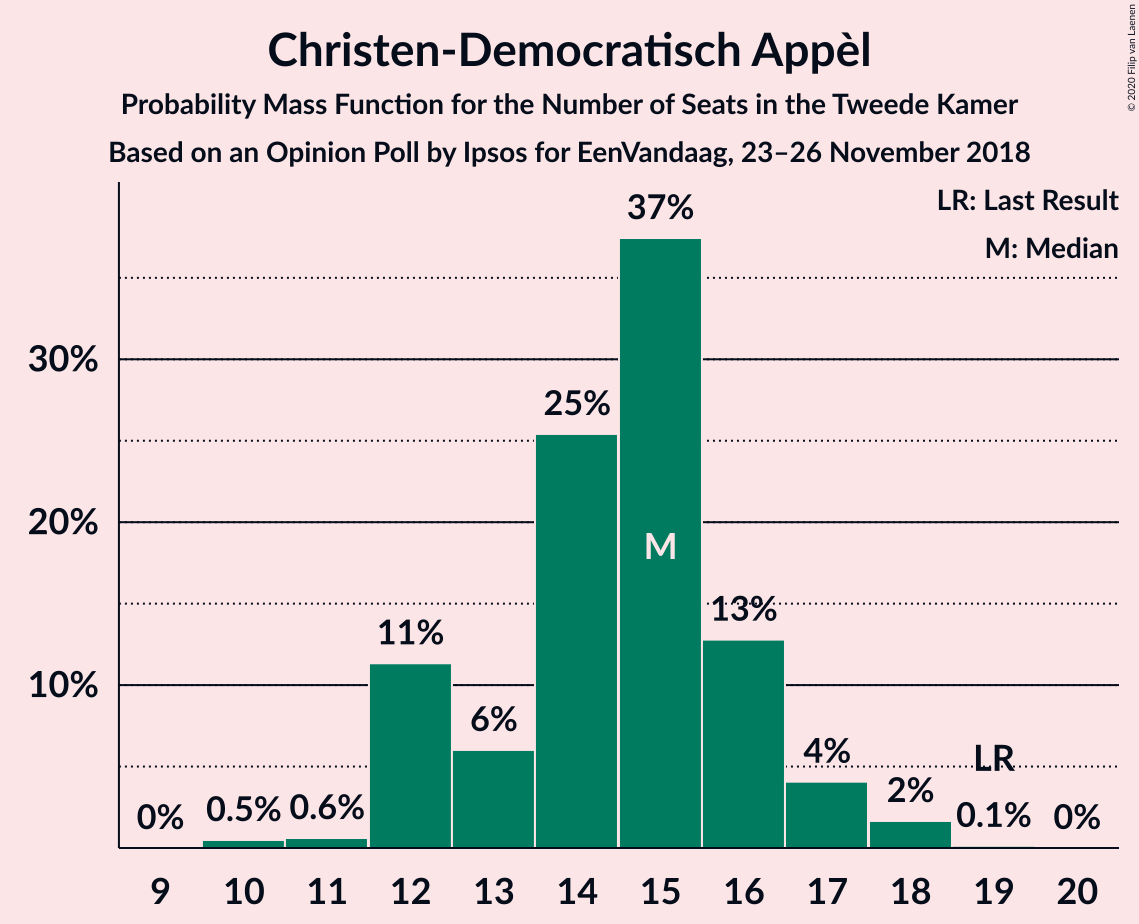 Christen-Democratisch Appèl
Probability Mass Function for the Number of Seats in the Tweede Kamer
Based on an Opinion Poll by Ipsos for EenVandaag, 23–26 November 2018
© 2020 Filip van Laenen
LR: Last Result
M: Median
37%
30%
25%
20%
M
13%
11%
10%
6%
4%
LR
2%
0% 0.5% 0.6% 0.1% 0%
9 10 11 12 13 14 15 16 17 18 19 20